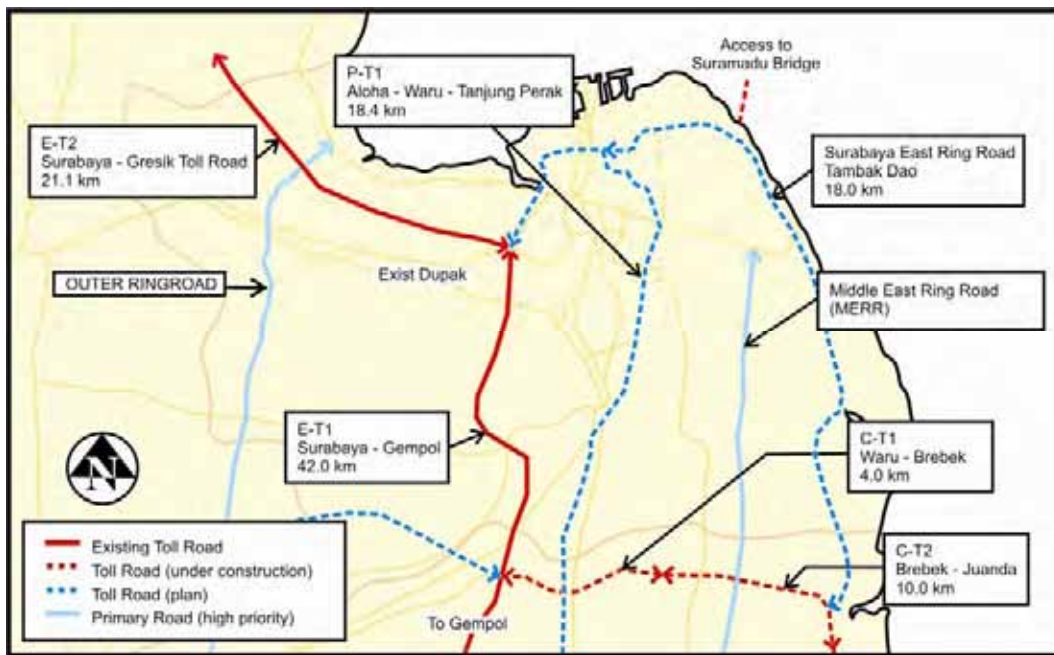 Access to
Suramadu Bridge
P-T1
Aloha - Waru - Tanjung Perak
18.4 km
E-T2
Surabaya - Gresik Toll Road
21.1 km
Surabaya East Ring Road
Tambak Dao
18.0 km
OUTER RINGROAD
Exist Dupak
Middle East Ring Road
(MERR)
E-T1
Surabaya - Gempol
42.0 km
C-T1
Waru - Brebek
4.0 km
N
C-T2
Brebek - Juanda
10.0 km
Existing Toll Road
Toll Road (under construction)
Toll Road (plan)
Primary Road (high priority)
To Gempol